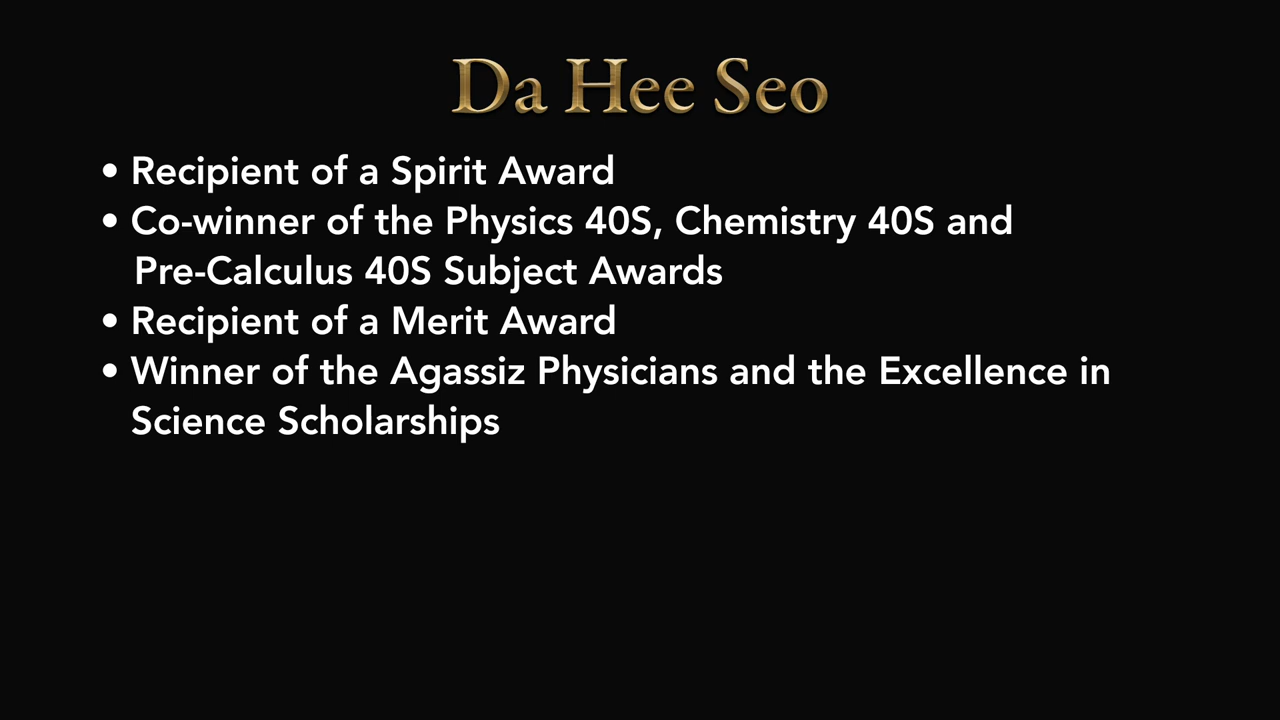 Da Hee Seo
• Recipient of a Spirit Award
• Co-winner of the Physics 40S, Chemistry 40S and
Pre-Calculus 40S Subject Awards
• Recipient of a Merit Award
• Winner of the Agassiz Physicians and the Excellence in
Science Scholarships